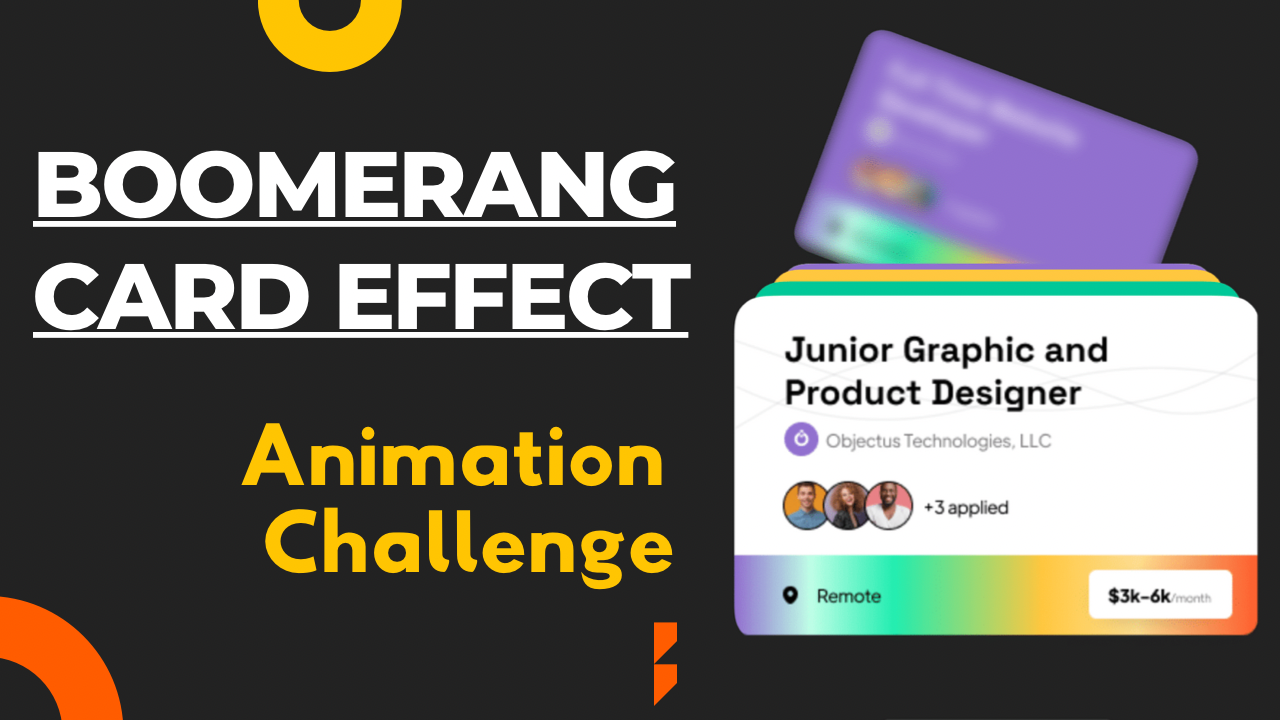 BOOMERANG
CARD EFFECT
Animation
Challenge
Junior Graphic and
Product Designer
Objectus Technologies, LLC
+3 applied
Remote
$3k-6k/month